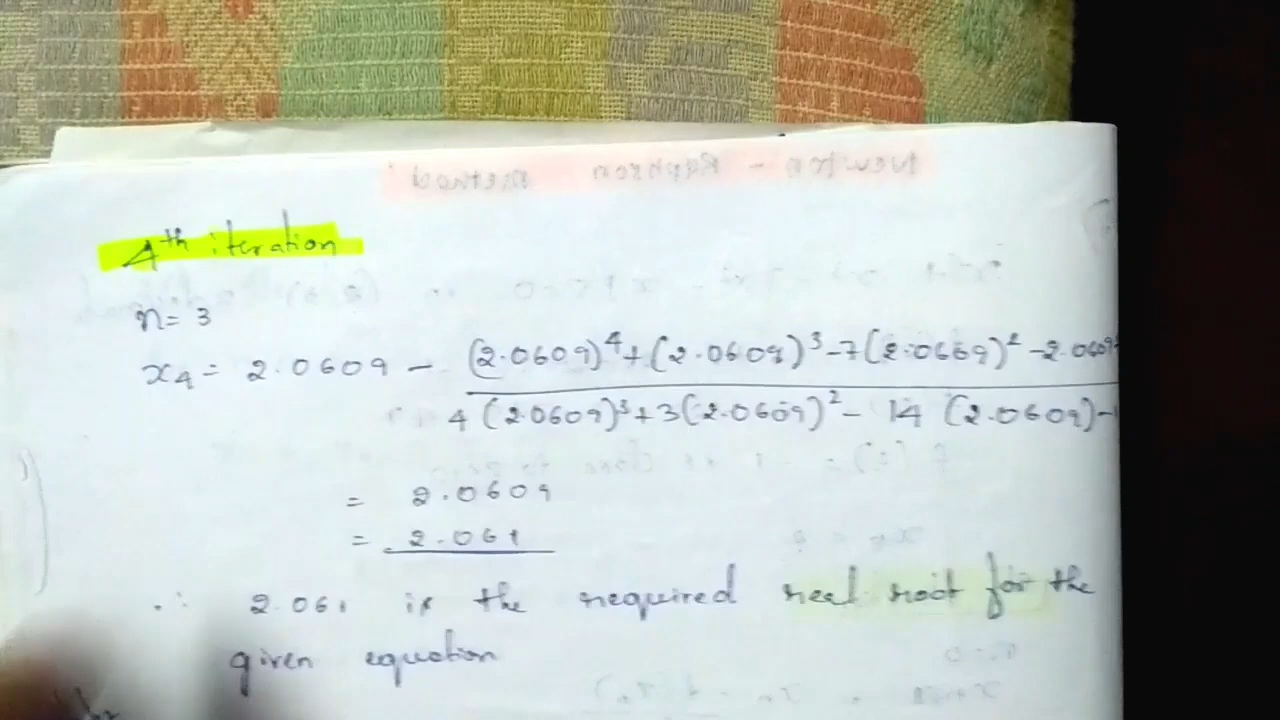 4th iteration
n= 3
x4 = 2.0609 - (2.0609)^4+(2.0609)^3-7(2.0609)^2-2.0609
4(2.0609)^3+3(2.0609)^2- 14 (2.0609)-
= 2.0609
= 2.061
∴ 2.061 is the required real root for the
given equation